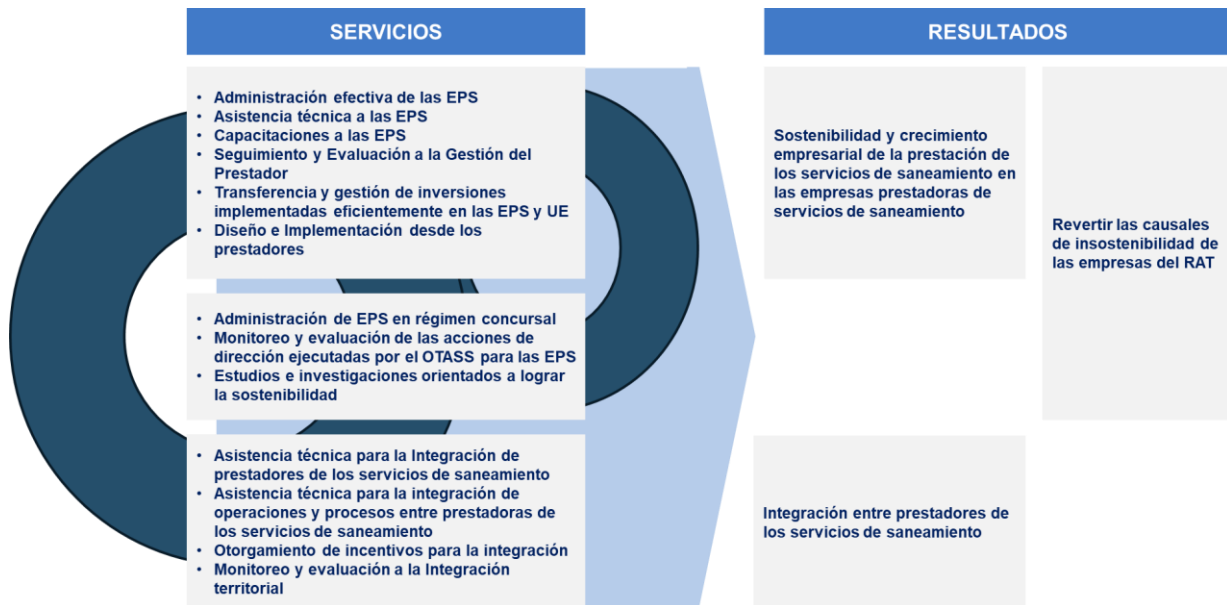 SERVICIOS
• Administración efectiva de las EPS
• Asistencia técnica a las EPS
• Capacitaciones a las EPS
• Seguimiento y Evaluación a la Gestión del
Prestador
• Transferencia y gestión de inversiones
implementadas eficientemente en las EPS y UE
• Diseño e Implementación desde los
prestadores
• Administración de EPS en régimen concursal
• Monitoreo y evaluación de las acciones de
dirección ejecutadas por el OTASS para las EPS
• Estudios e investigaciones orientados a lograr
la sostenibilidad
• Asistencia técnica para la Integración de
prestadores de los servicios de saneamiento
• Asistencia técnica para la integración de
operaciones y procesos entre prestadoras de
los servicios de saneamiento
• Otorgamiento de incentivos para la integración
• Monitoreo y evaluación a la Integración
territorial
RESULTADOS
Sostenibilidad y crecimiento
empresarial de la prestación de
los servicios de saneamiento en
las empresas prestadoras de
servicios de saneamiento
Revertir las causales
de insostenibilidad de
las empresas del RAT
Integración entre prestadores de
los servicios de saneamiento